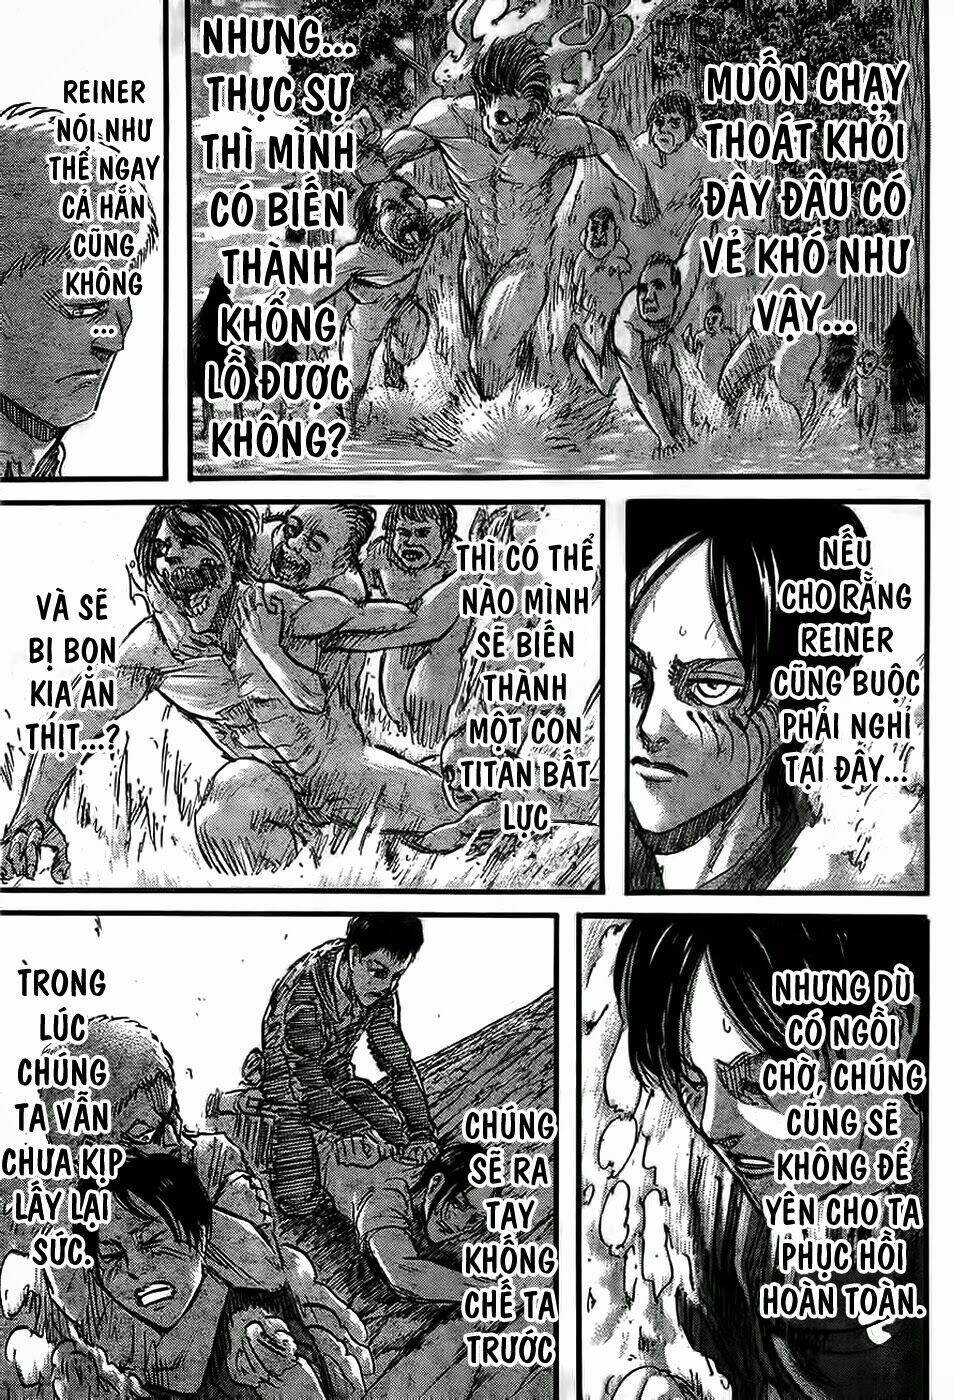 MUỐN CHẠY
THOÁT KHỎI
ĐÂY ĐÂU CÓ
VẺ KHÓ NHƯ
VẬY...
NHƯNG...
THỰC SỰ
THÌ MÌNH
CÓ BIẾN
THÀNH
KHỔNG
LỒ ĐƯỢC
KHÔNG?
REINER
NÓI NHƯ
THỂ NGAY
CẢ HẮN
CŨNG
KHÔNG
...
NẾU
CHO RẰNG
REINER
CŨNG BUỘC
PHẢI NGHỈ
TẠI ĐÂY...
THÌ CÓ THỂ
NÀO MÌNH
SẼ BIẾN
THÀNH
MỘT CON
TITAN BẤT
LỰC
VÀ SẼ
BỊ BỌN
KIA ĂN
THỊT...?
NHƯNG DÙ
CÓ NGỒI
CHỜ, CHÚNG
CŨNG SẼ
KHÔNG ĐỂ
YÊN CHO TA
PHỤC HỒI
HOÀN TOÀN.
CHÚNG
SẼ RA
TAY
KHỐNG
CHẾ TA
TRƯỚC
TRONG
LÚC
CHÚNG
TA VẪN
CHƯA KỊP
LẤY LẠI
SỨC.